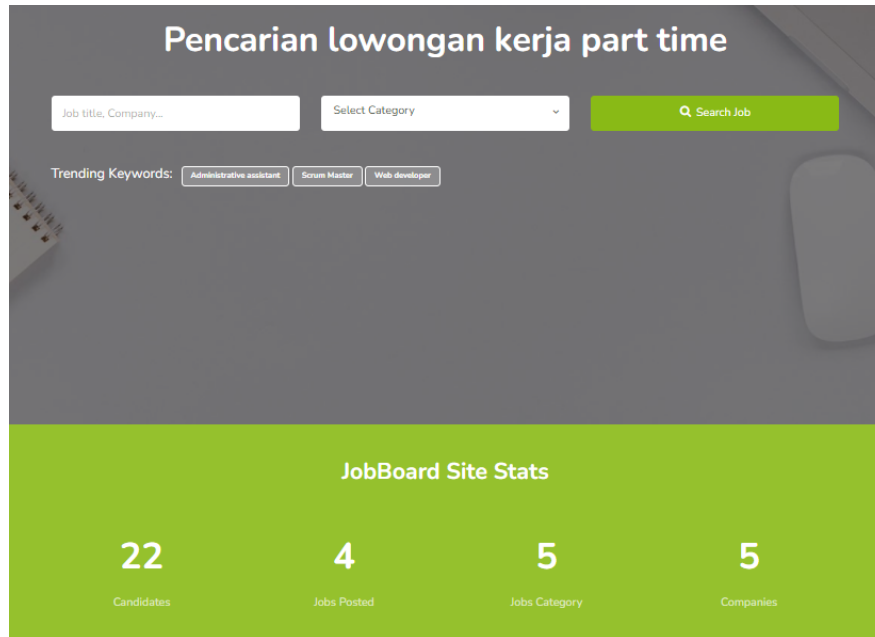 Pencarian lowongan kerja part time
Job title, Company...
Select Category
Search Job
Trending Keywords:
Administrative assistant
Scrum Master
Web developer
JobBoard Site Stats
22
4
5
5
Candidates
Jobs Posted
Jobs Category
Companies